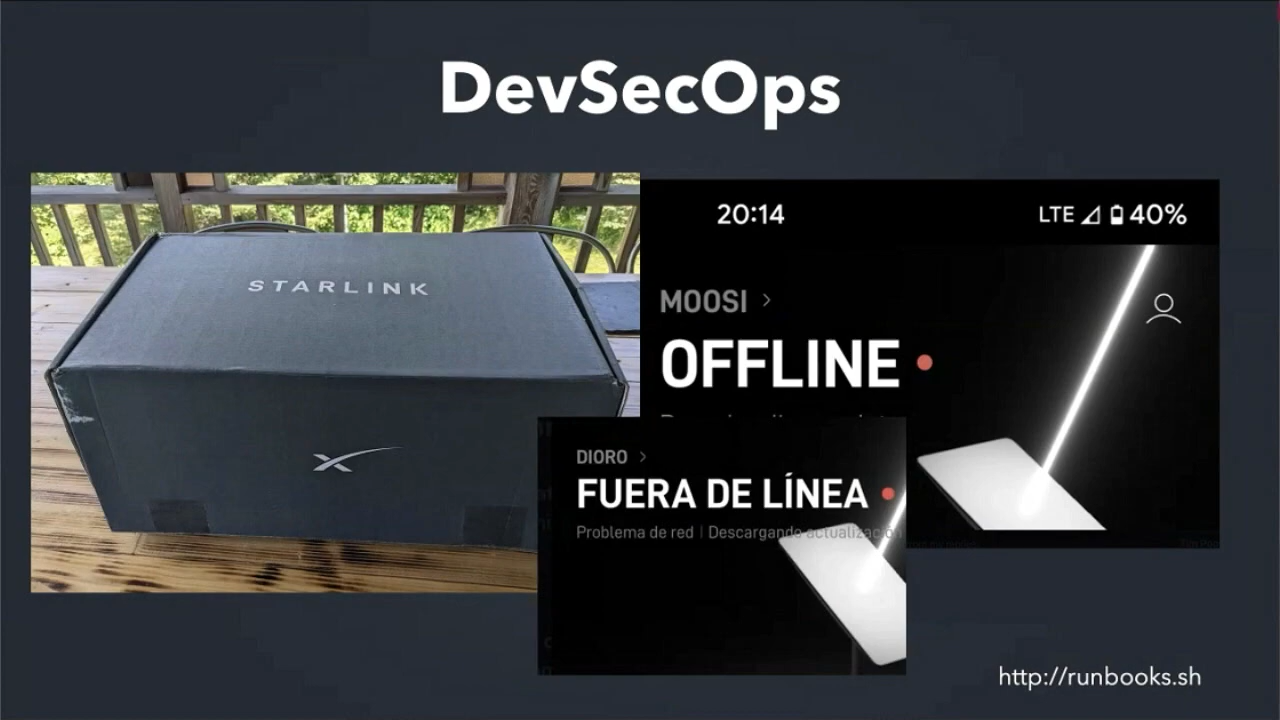 DevSecOps
STARLINK
20:14
LTE 40%
MOOSI >
OFFLINE
DIORO >
FUERA DE LÍNEA
Problema de red | Descargando actualización
http://runbooks.sh